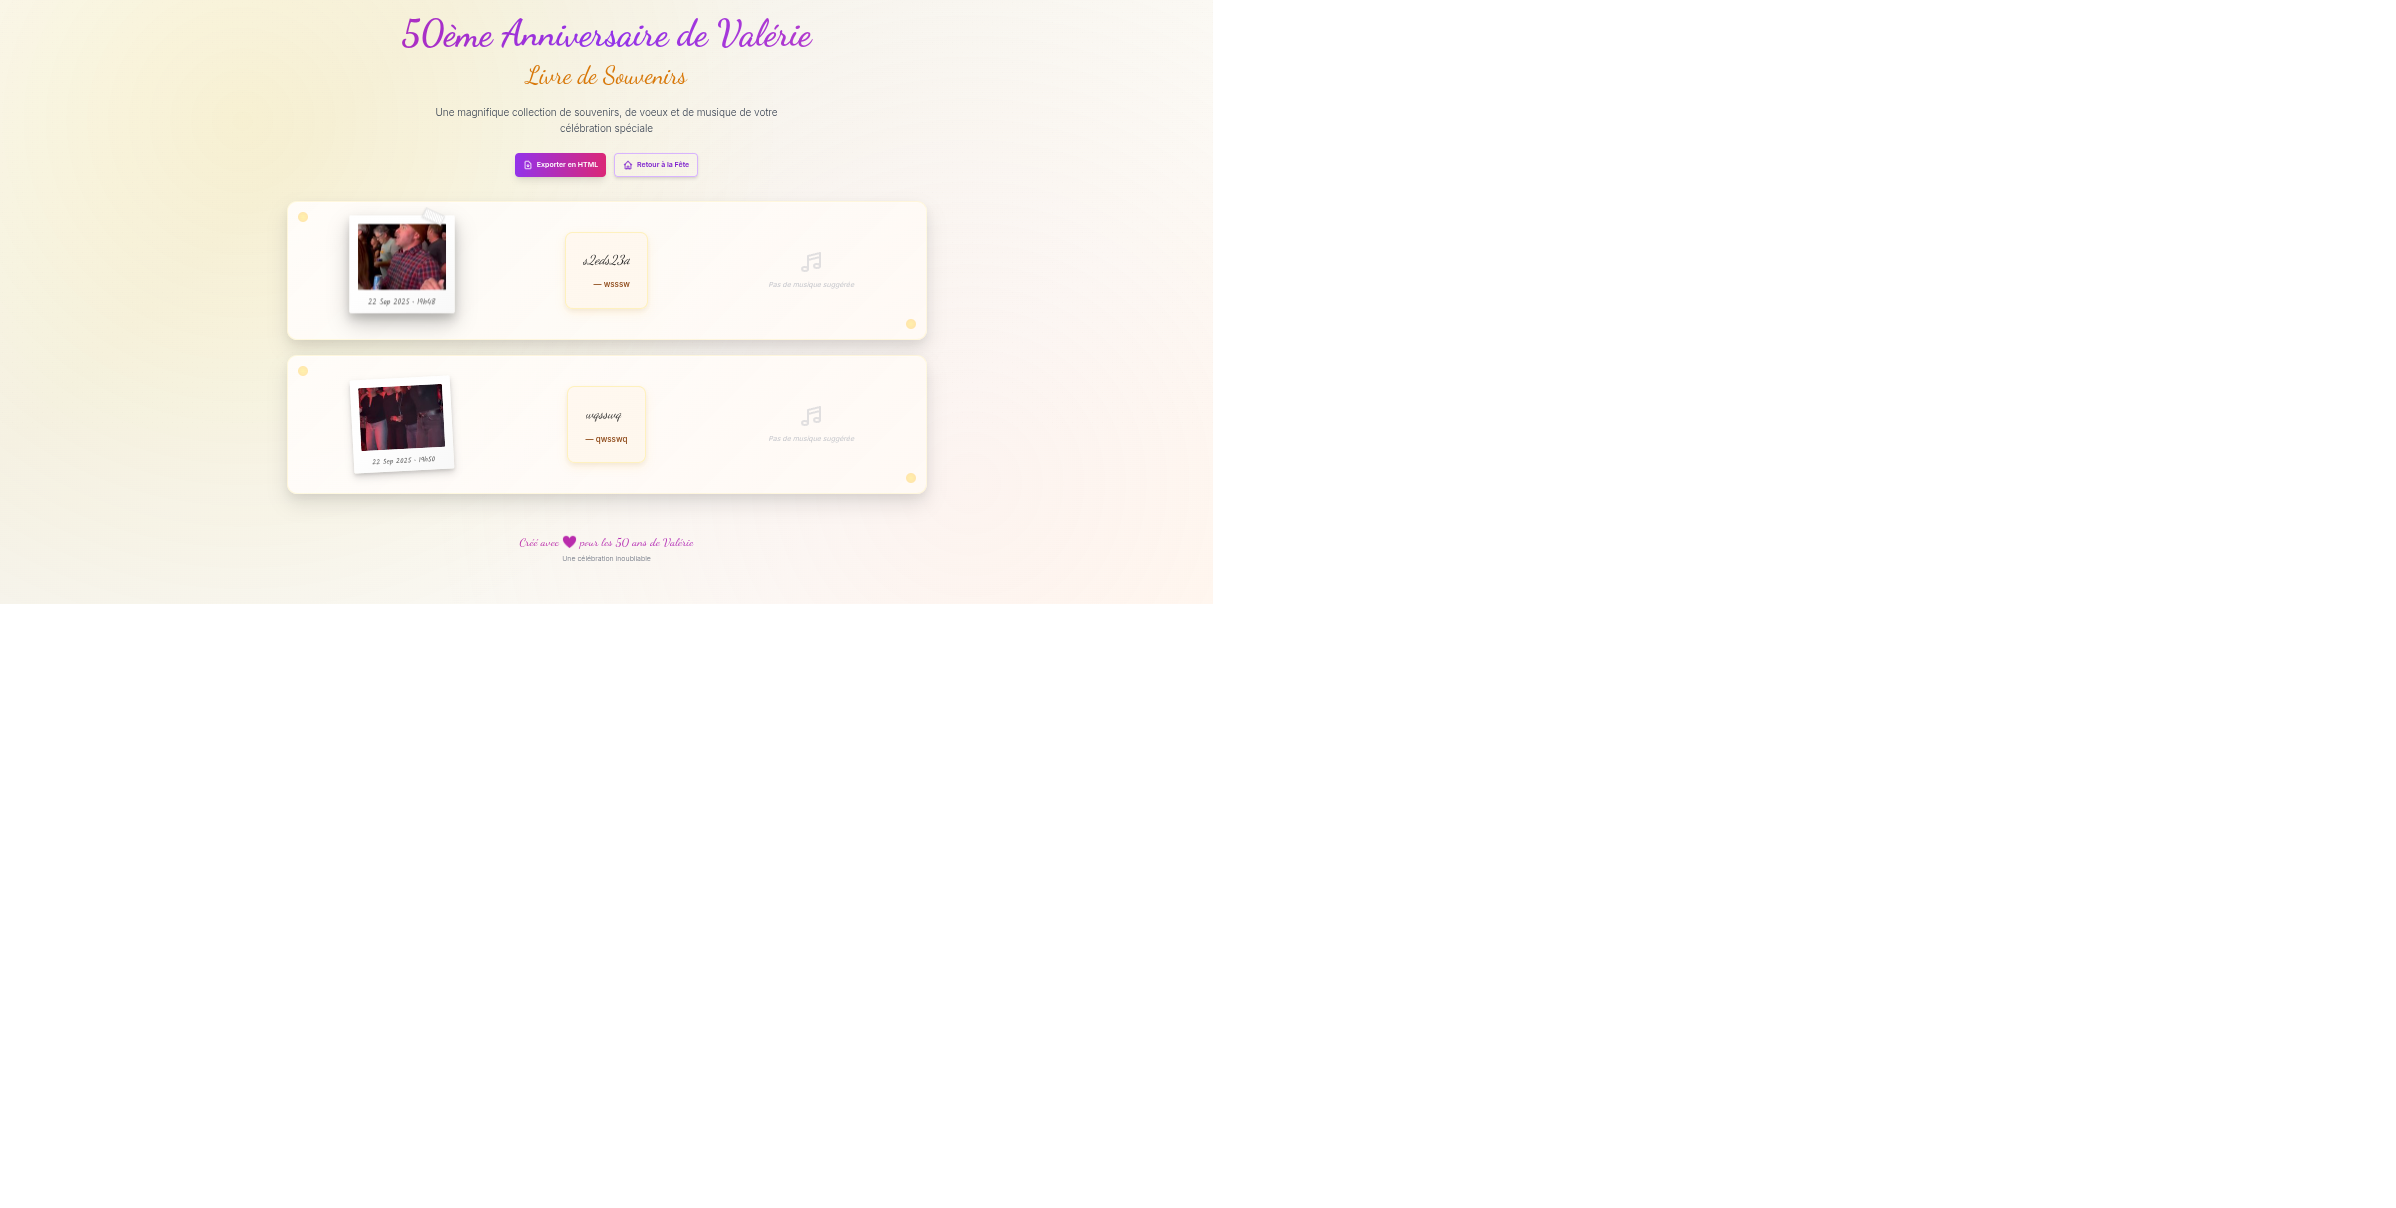 50ème Anniversaire de Valérie
Livre de Souvenirs
Une magnifique collection de souvenirs, de voeux et de musique de votre
célébration spéciale
Exporter en HTML
Retour à la Fête
22 Sep 2025 - 19h48
s2eds23a
— wsssw
Pas de musique suggérée
22 Sep 2025 - 19h50
wqsswq
— qwsswq
Pas de musique suggérée
Créé avec 💜 pour les 50 ans de Valérie
Une célébration inoubliable